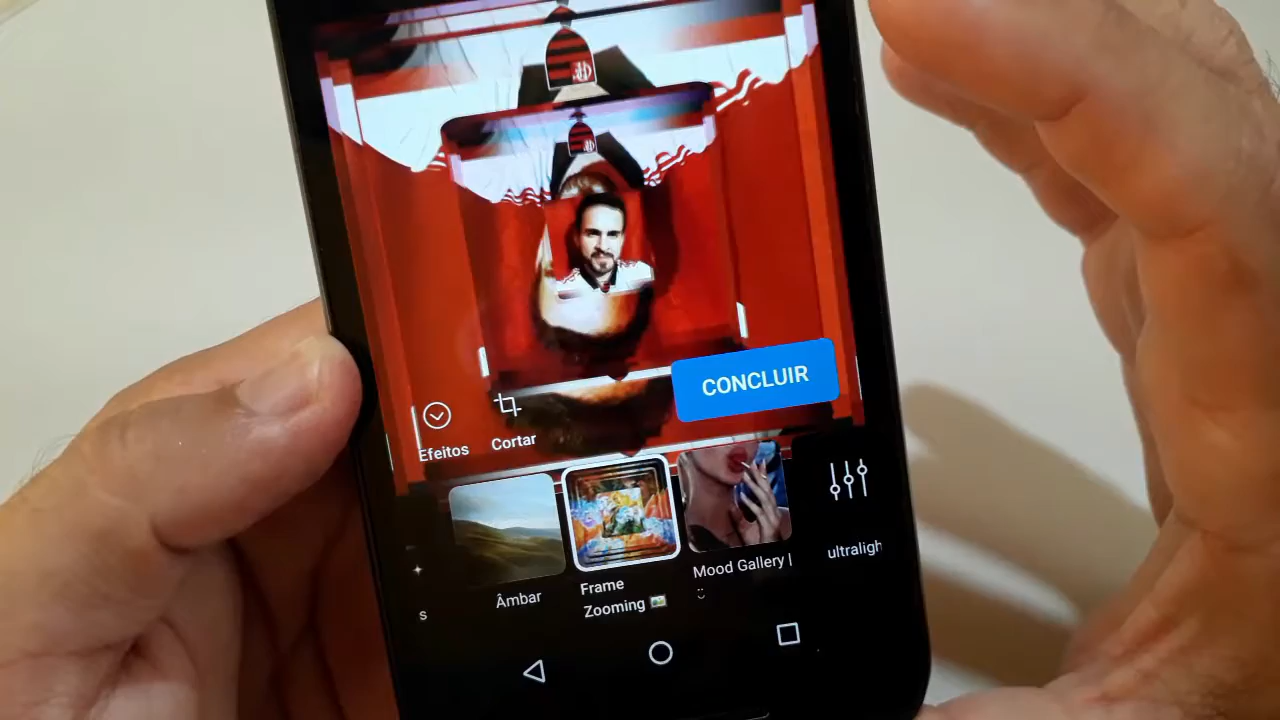 CONCLUIR
Efeitos
Cortar
s
Âmbar
Frame
Zooming
Mood Gallery |
ultraligh